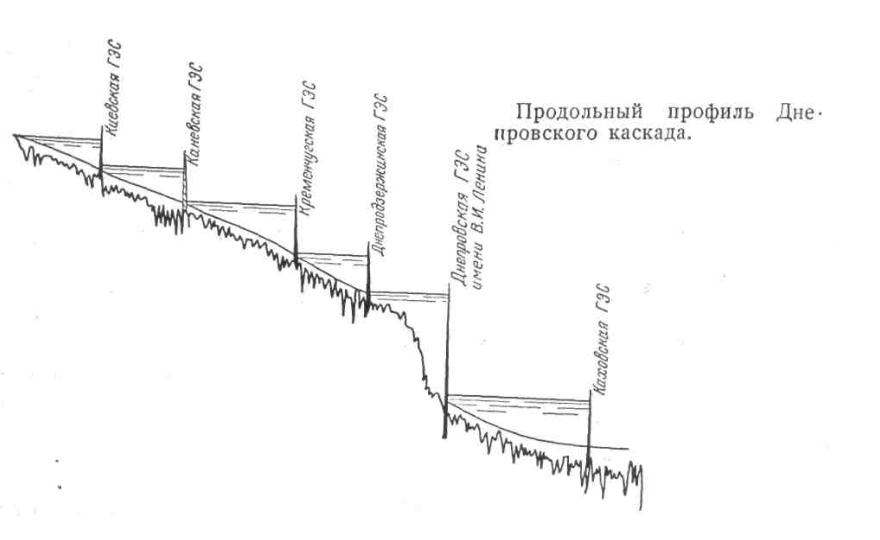 Киевская ГЭС
Каневская ГЭС
Кременчугская ГЭС
Днепродзержинская ГЭС
Днепровская ГЭС
имени В.И. Ленина
Каховская ГЭС
Продольный профиль Дне-
провского каскада.